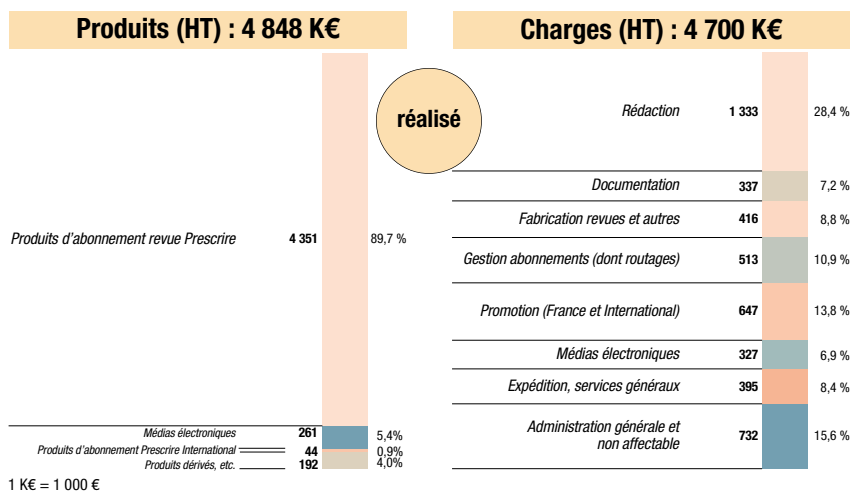 Produits (HT) : 4 848 K€
Charges (HT) : 4 700 K€
réalisé
Produits d'abonnement revue Prescrire 4 351 89,7 %
Médias électroniques 261 5,4%
Produits d'abonnement Prescrire International 44 0,9%
Produits dérivés, etc. 192 4,0%
1 K€ = 1 000 €
Rédaction 1 333 28,4 %
Documentation 337 7,2 %
Fabrication revues et autres 416 8,8 %
Gestion abonnements (dont routages) 513 10,9 %
Promotion (France et International) 647 13,8 %
Médias électroniques 327 6,9 %
Expédition, services généraux 395 8,4 %
Administration générale et
non affectable 732 15,6 %